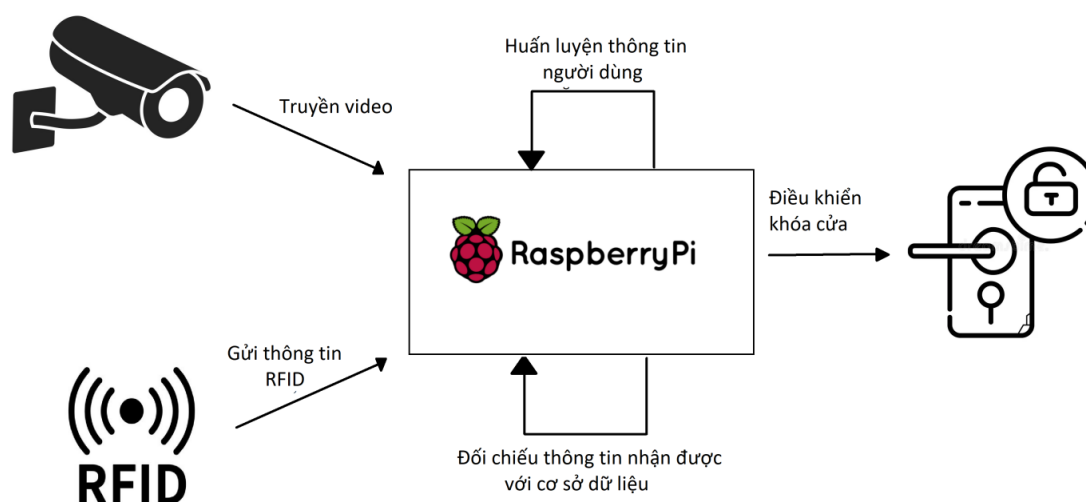 Huấn luyện thông tin
người dùng
Truyền video
Điều khiển
khóa cửa
RaspberryPi
Gửi thông tin
RFID
RFID
Đối chiếu thông tin nhận được
với cơ sở dữ liệu